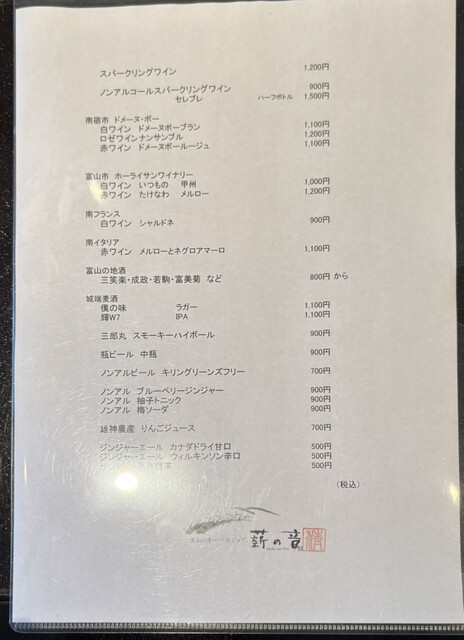 スパークリングワイン 1,200円
ノンアルコールスパークリングワイン 900円
セレブレ ハーフボトル 1,500円
南砺市 ドメーヌ・ボー
白ワイン ドメーヌボーブラン 1,100円
ロゼワインナンサンブル 1,200円
赤ワイン ドメーヌボールージュ 1,100円
富山市 ホーライサンワイナリー
白ワイン いつもの 甲州 1,000円
赤ワイン たけなわ メルロー 1,200円
南フランス
白ワイン シャルドネ 900円
南イタリア
赤ワイン メルローとネグロアマーロ 1,100円
富山の地酒
三笑楽・成政・若駒・富美菊 など 800円 から
城端麦酒
僕の味 ラガー 1,100円
輝W7 IPA 1,100円
三郎丸 スモーキーハイボール 900円
瓶ビール 中瓶 900円
ノンアルビール キリングリーンズフリー 700円
ノンアル ブルーベリージンジャー 900円
ノンアル 柚子トニック 900円
ノンアル 梅ソーダ 900円
雄神農産 りんごジュース 700円
ジンジャーエール カナダドライ甘口 500円
ジンジャーエール ウィルキンソン辛口 500円
500円
(税込)
薪の音